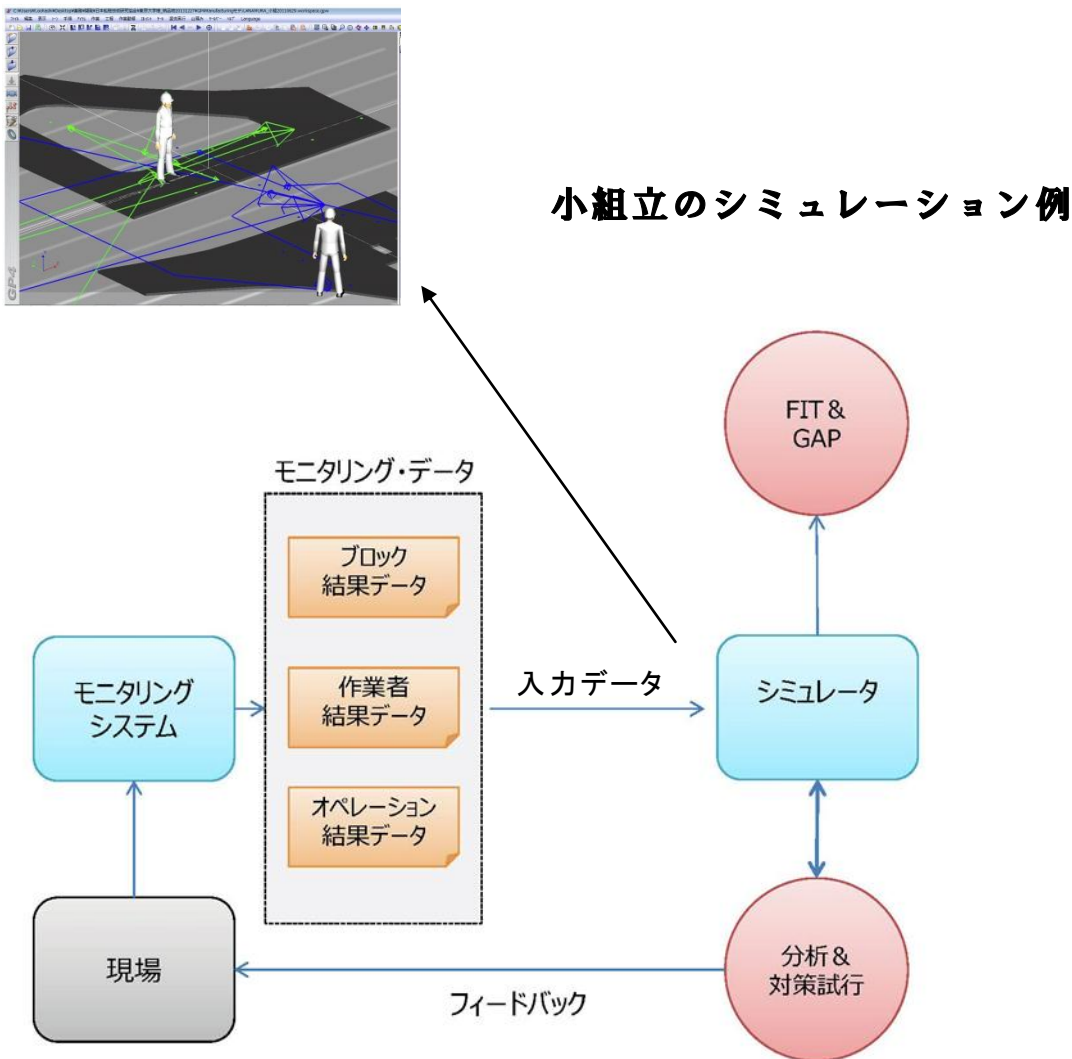 GP4
小組立のシミュレーション例
FIT &
GAP
モニタリング・データ
ブロック
結果データ
作業者
結果データ
オペレーション
結果データ
モニタリング
システム
入力データ
シミュレータ
現場
フィードバック
分析 &
対策試行